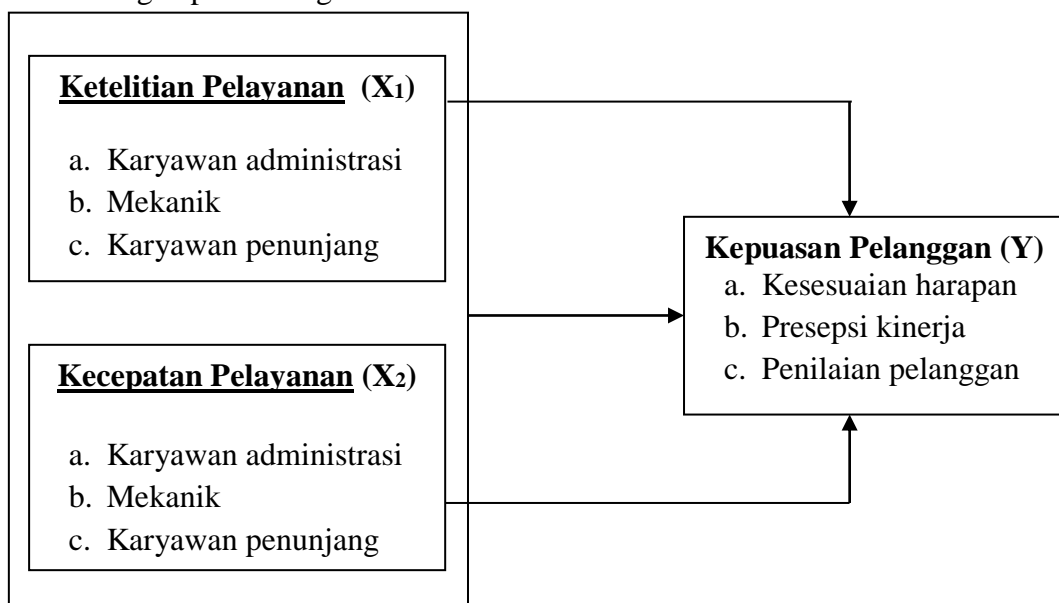 Ketelitian Pelayanan (X1)
a. Karyawan administrasi
b. Mekanik
c. Karyawan penunjang
Kepuasan Pelanggan (Y)
a. Kesesuaian harapan
b. Presepsi kinerja
c. Penilaian pelanggan
Kecepatan Pelayanan (X2)
a. Karyawan administrasi
b. Mekanik
c. Karyawan penunjang